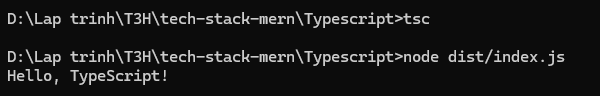 D:\Lap trinh\T3H\tech-stack-mern\Typescript>tsc
D:\Lap trinh\T3H\tech-stack-mern\Typescript>node dist/index.js
Hello, TypeScript!